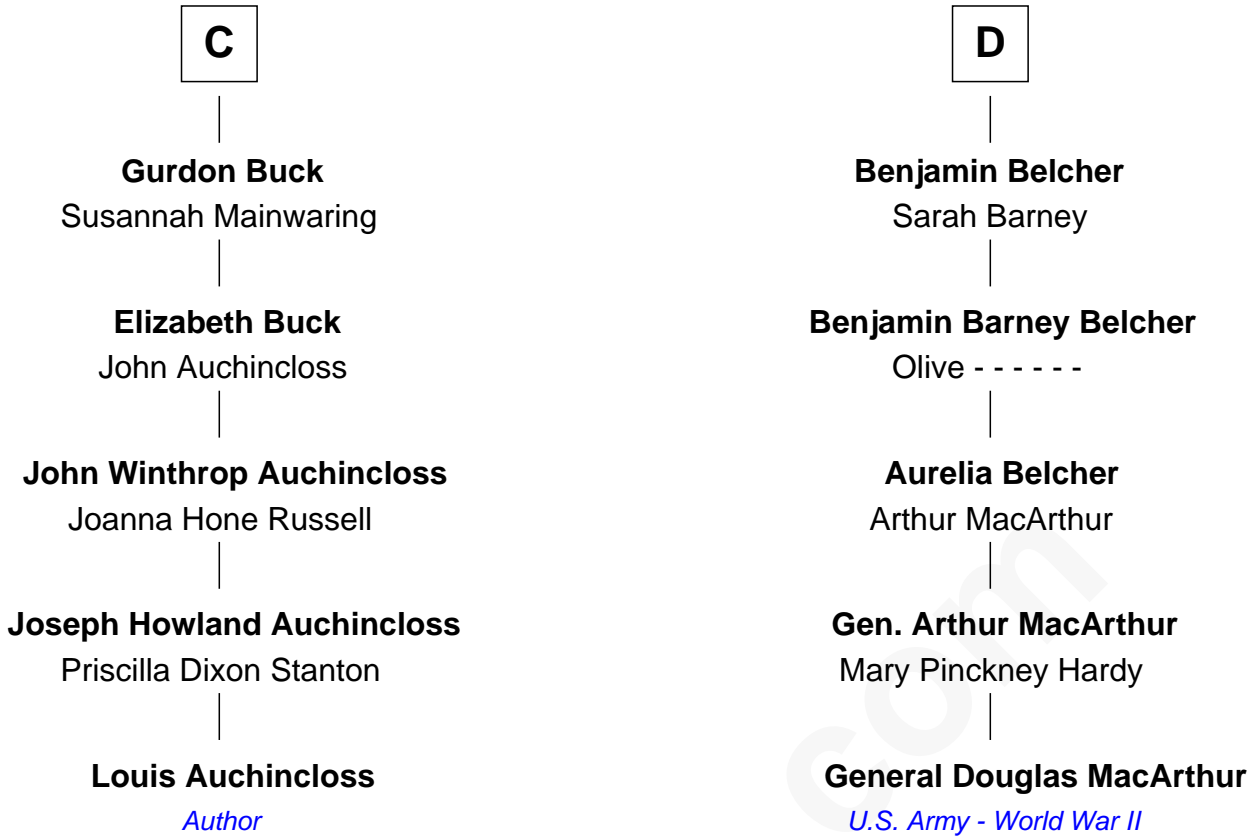 C
Gurdon Buck
Susannah Mainwaring
Elizabeth Buck
John Auchincloss
John Winthrop Auchincloss
Joanna Hone Russell
Joseph Howland Auchincloss
Priscilla Dixon Stanton
Louis Auchincloss
Author
D
Benjamin Belcher
Sarah Barney
Benjamin Barney Belcher
Olive - - - - - -
Aurelia Belcher
Arthur MacArthur
Gen. Arthur MacArthur
Mary Pinckney Hardy
General Douglas MacArthur
U.S. Army - World War II
com